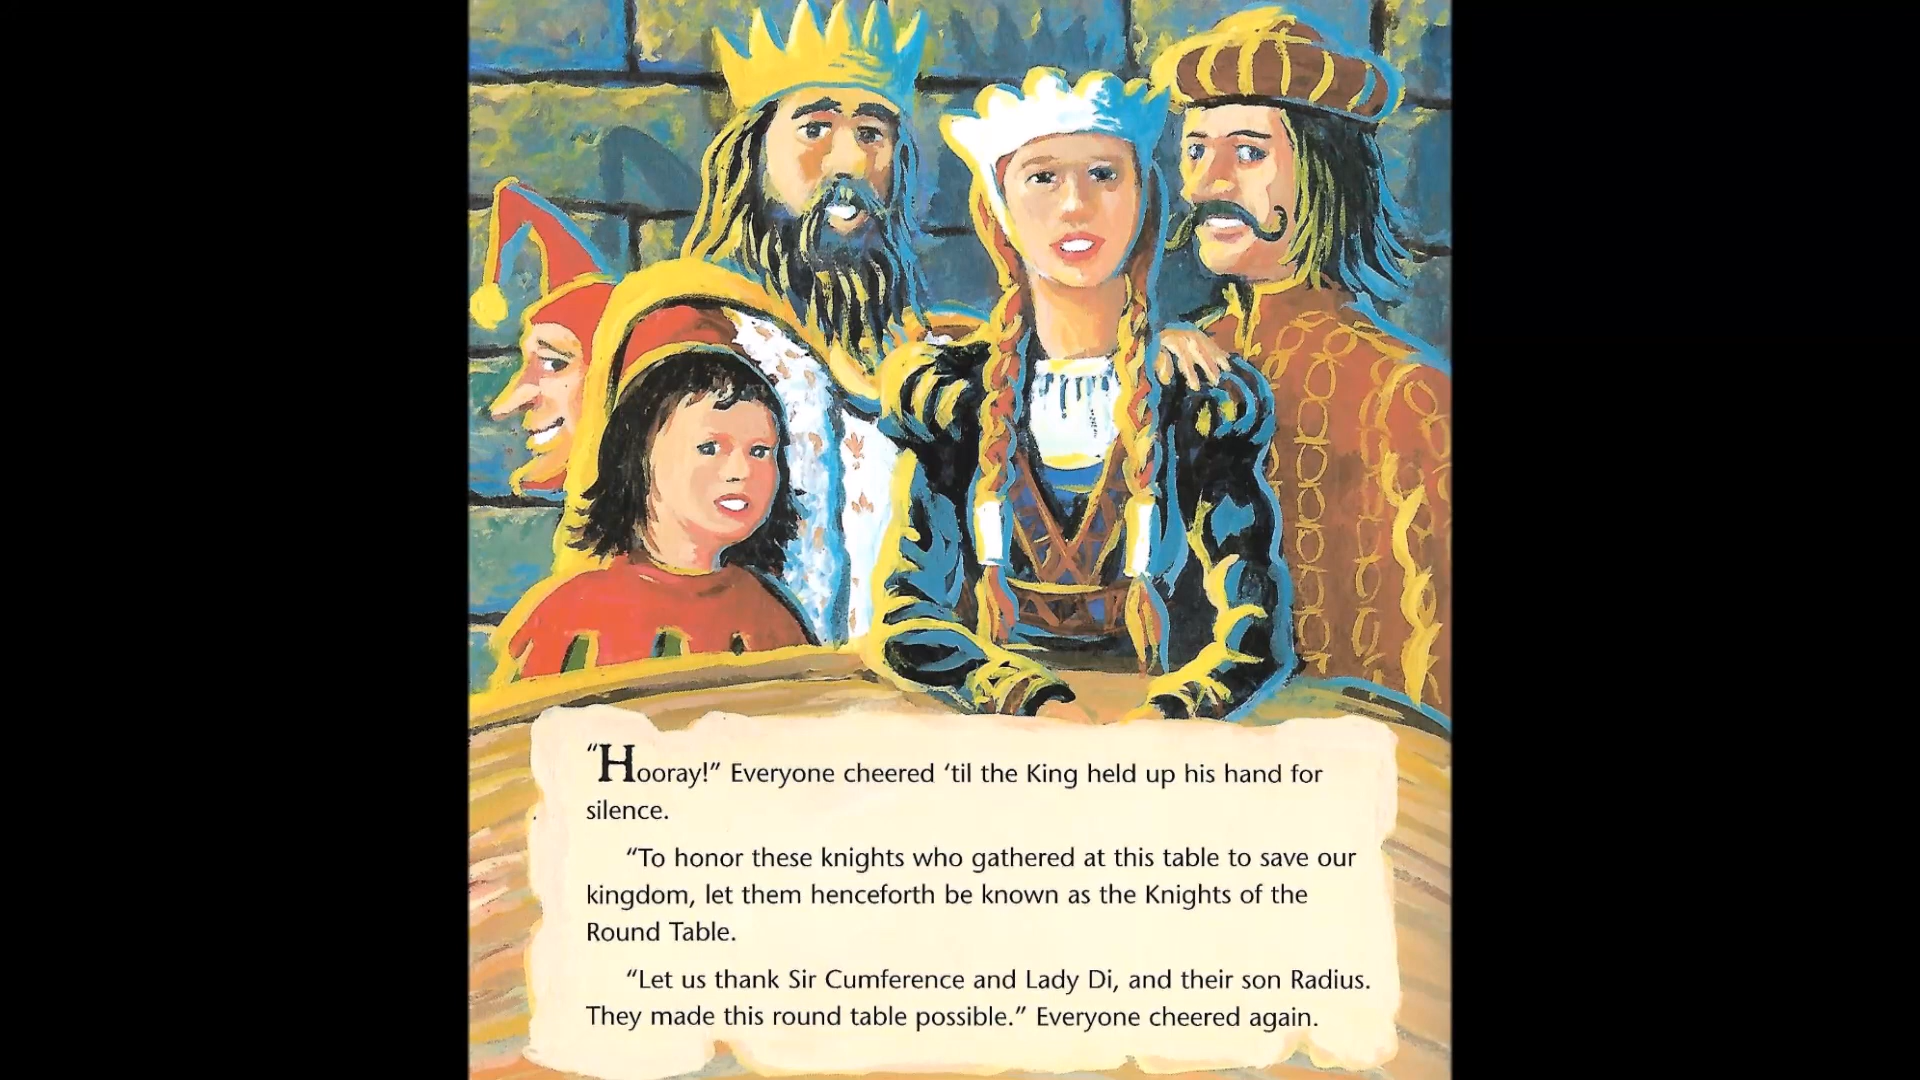 “Hooray!” Everyone cheered ‘til the King held up his hand for
silence.
“To honor these knights who gathered at this table to save our
kingdom, let them henceforth be known as the Knights of the
Round Table.
“Let us thank Sir Cumference and Lady Di, and their son Radius.
They made this round table possible.” Everyone cheered again.